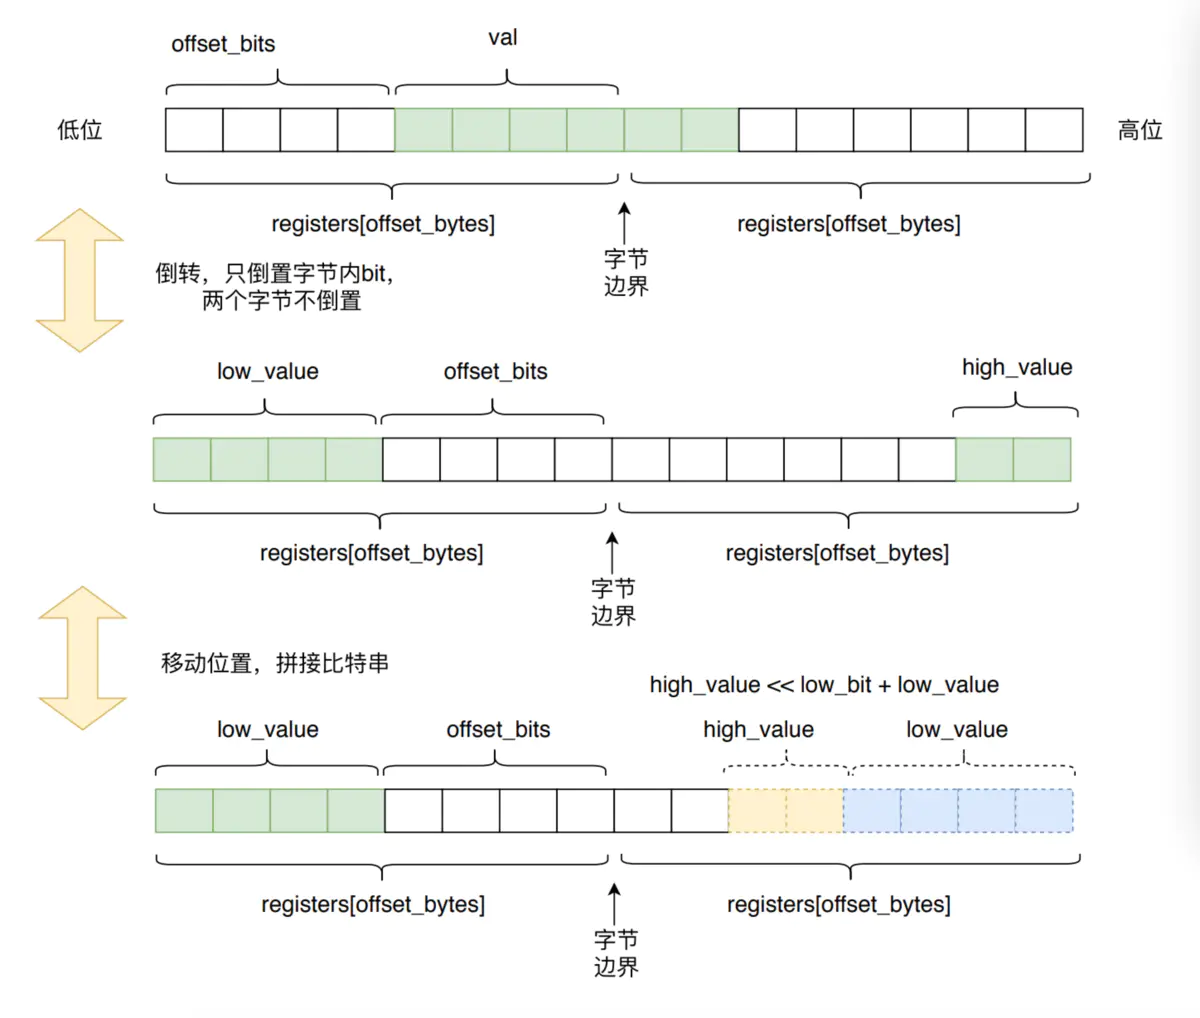 offset_bits
val
低位
高位
registers[offset_bytes]
registers[offset_bytes]
字节
边界
倒转，只倒置字节内bit，
两个字节不倒置
low_value
offset_bits
high_value
registers[offset_bytes]
registers[offset_bytes]
字节
边界
移动位置，拼接比特串
high_value << low_bit + low_value
low_value
offset_bits
high_value
low_value
registers[offset_bytes]
registers[offset_bytes]
字节
边界